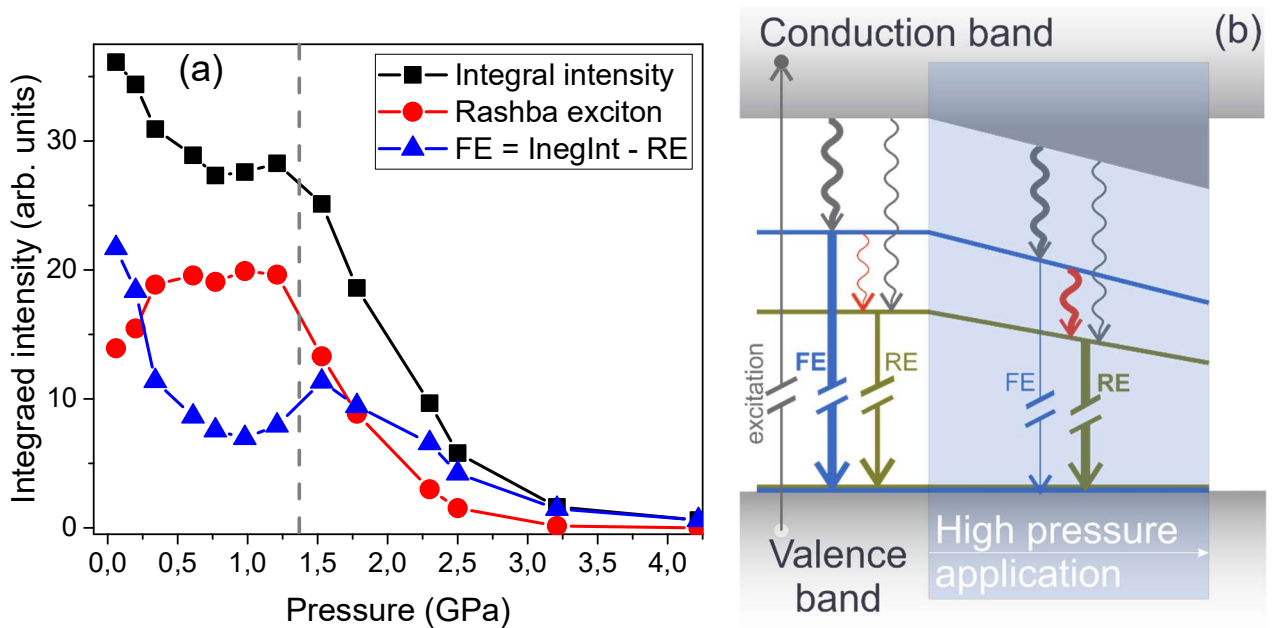 (a)
Integral intensity
Rashba exciton
FE = InegInt - RE
Integraed intensity (arb. units)
30
20
10
0
0,0 0,5 1,0 1,5 2,0 2,5 3,0 3,5 4,0
Pressure (GPa)
(b)
Conduction band
excitation
FE
RE
FE
RE
Valence
band
High pressure
application